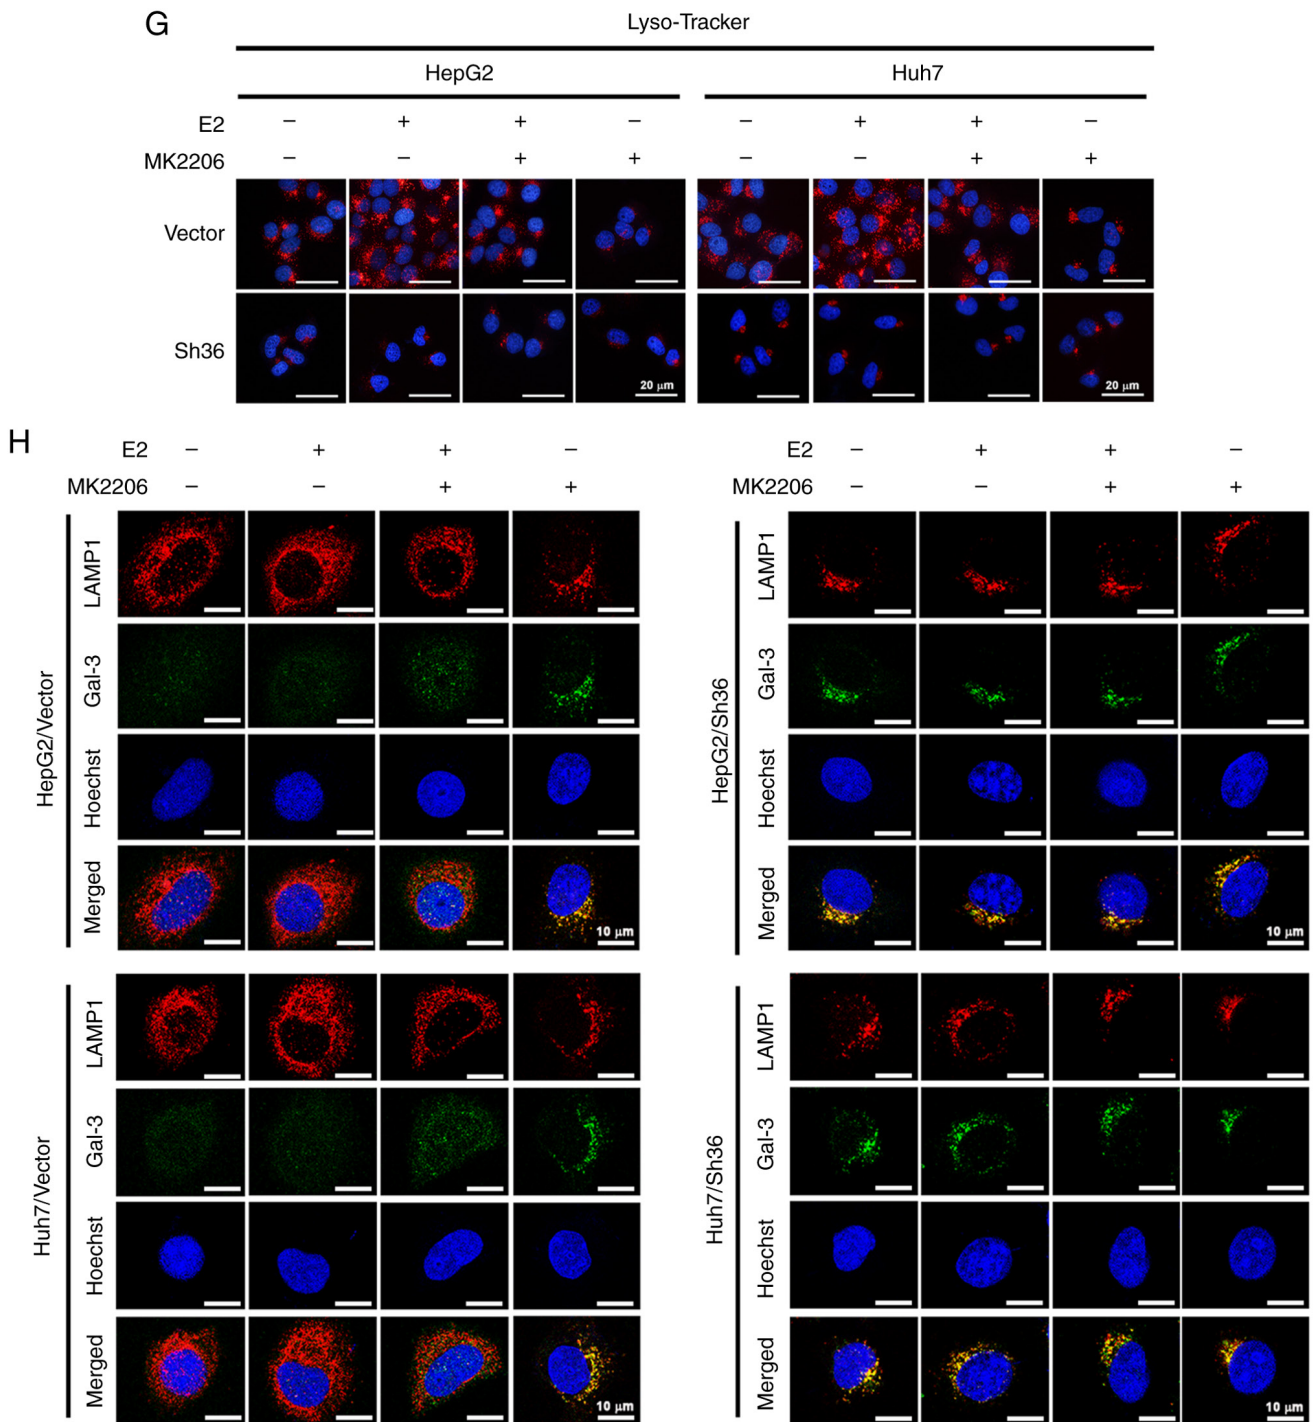 G
Lyso-Tracker
HepG2 Huh7
E2 − + + − − + + −
MK2206 − − + + − − + +
Vector
Sh36
20 μm 20 μm
H
E2 − + + − E2 − + + −
MK2206 − − + + MK2206 − − + +
HepG2/Vector
LAMP1
Gal-3
Hoechst
Merged
10 μm
HepG2/Sh36
LAMP1
Gal-3
Hoechst
Merged
10 μm
Huh7/Vector
LAMP1
Gal-3
Hoechst
Merged
10 μm
Huh7/Sh36
LAMP1
Gal-3
Hoechst
Merged
10 μm